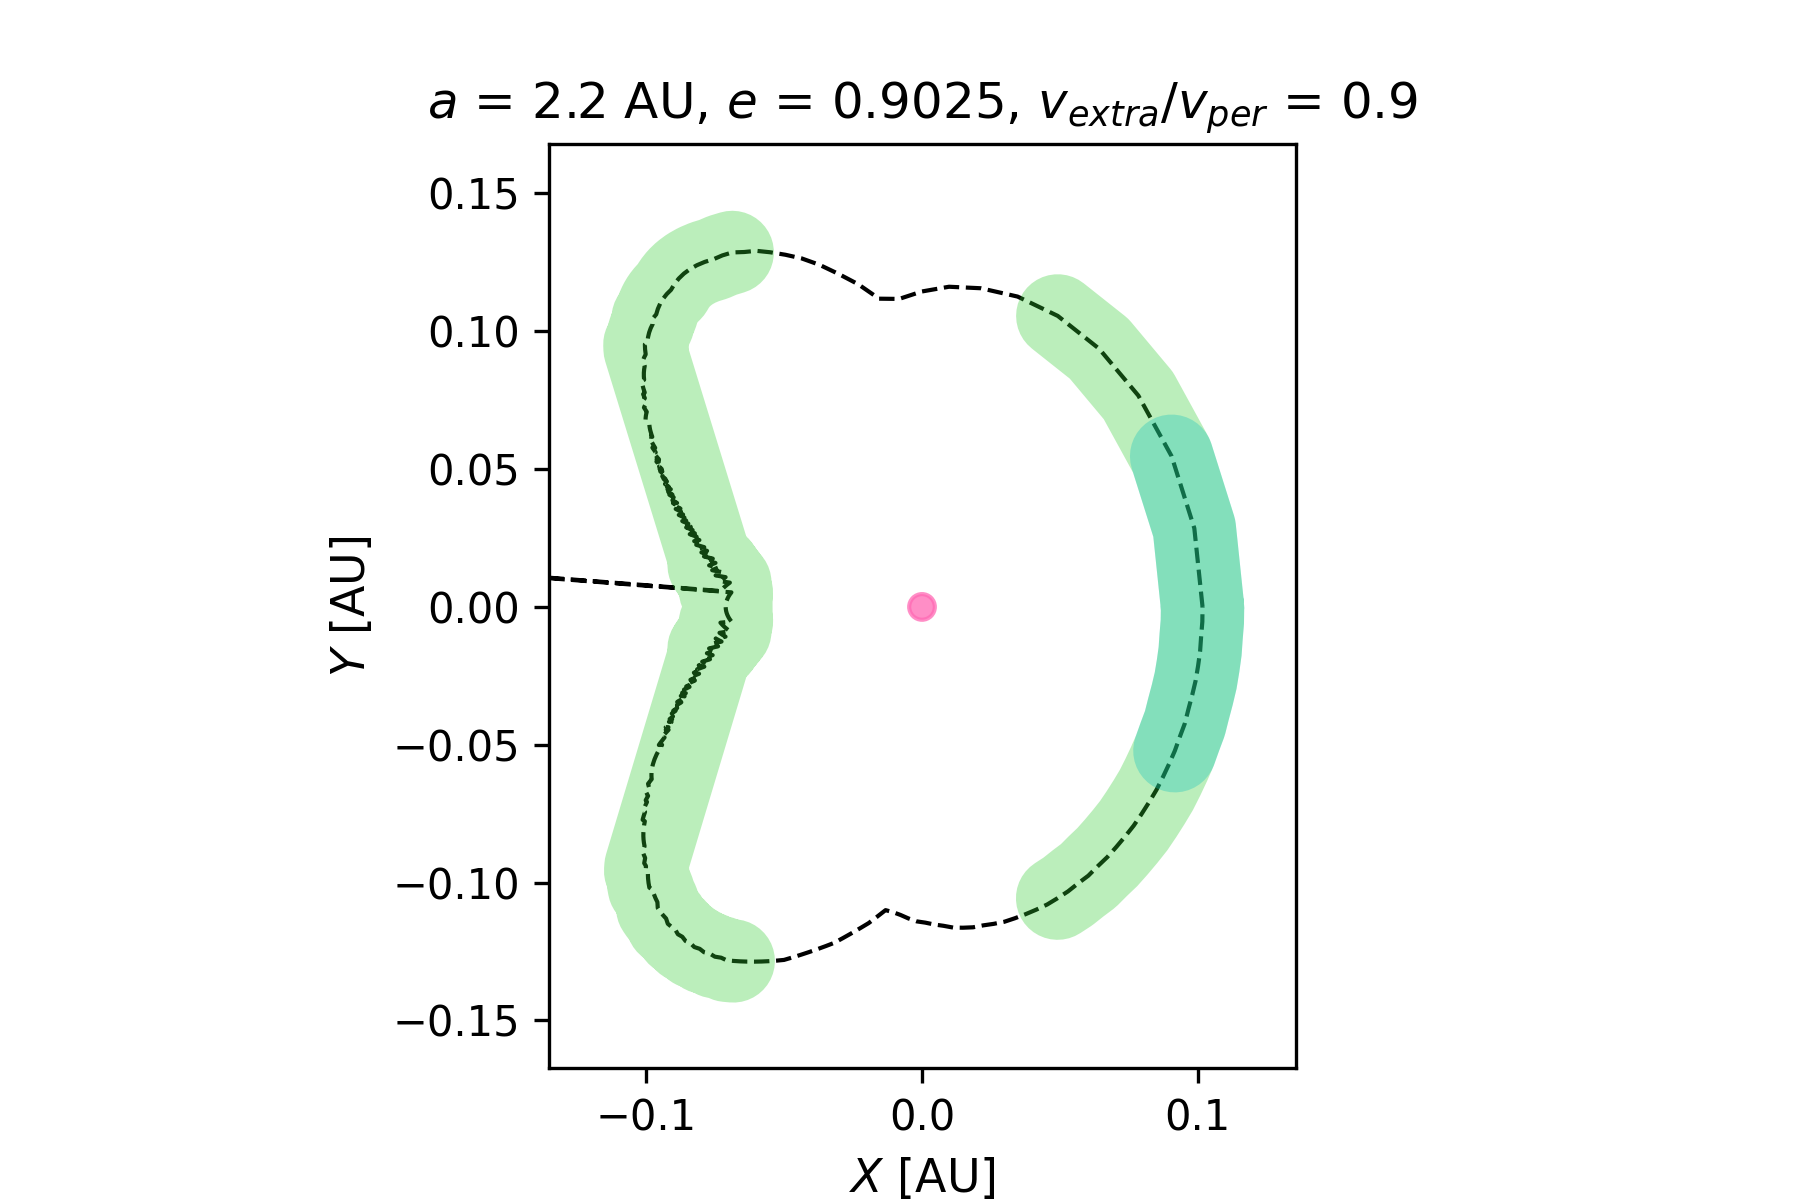 a = 2.2 AU, e = 0.9025, v_extra/v_per = 0.9
0.15
0.10
0.05
0.00
−0.05
−0.10
−0.15
Y [AU]
−0.1 0.0 0.1
X [AU]